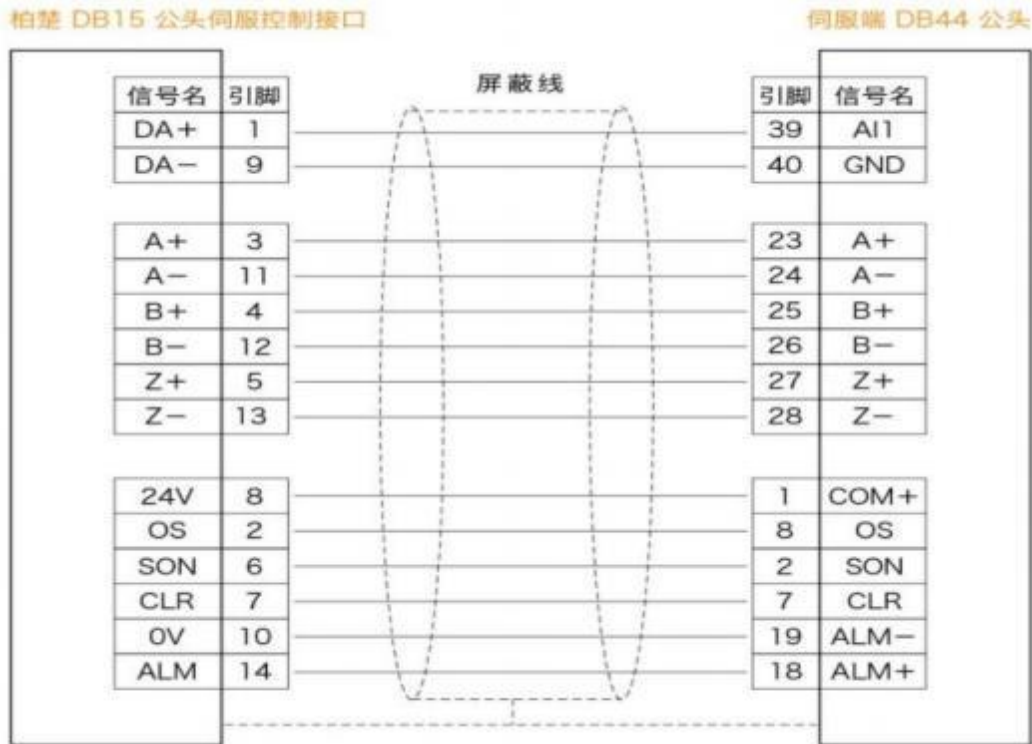 柏楚 DB15 公头伺服控制接口 伺服端 DB44 公头
屏蔽线
信号名 引脚 引脚 信号名
DA+ 1 39 AI1
DA- 9 40 GND
A+ 3 23 A+
A- 11 24 A-
B+ 4 25 B+
B- 12 26 B-
Z+ 5 27 Z+
Z- 13 28 Z-
24V 8 1 COM+
OS 2 8 OS
SON 6 2 SON
CLR 7 7 CLR
0V 10 19 ALM-
ALM 14 18 ALM+